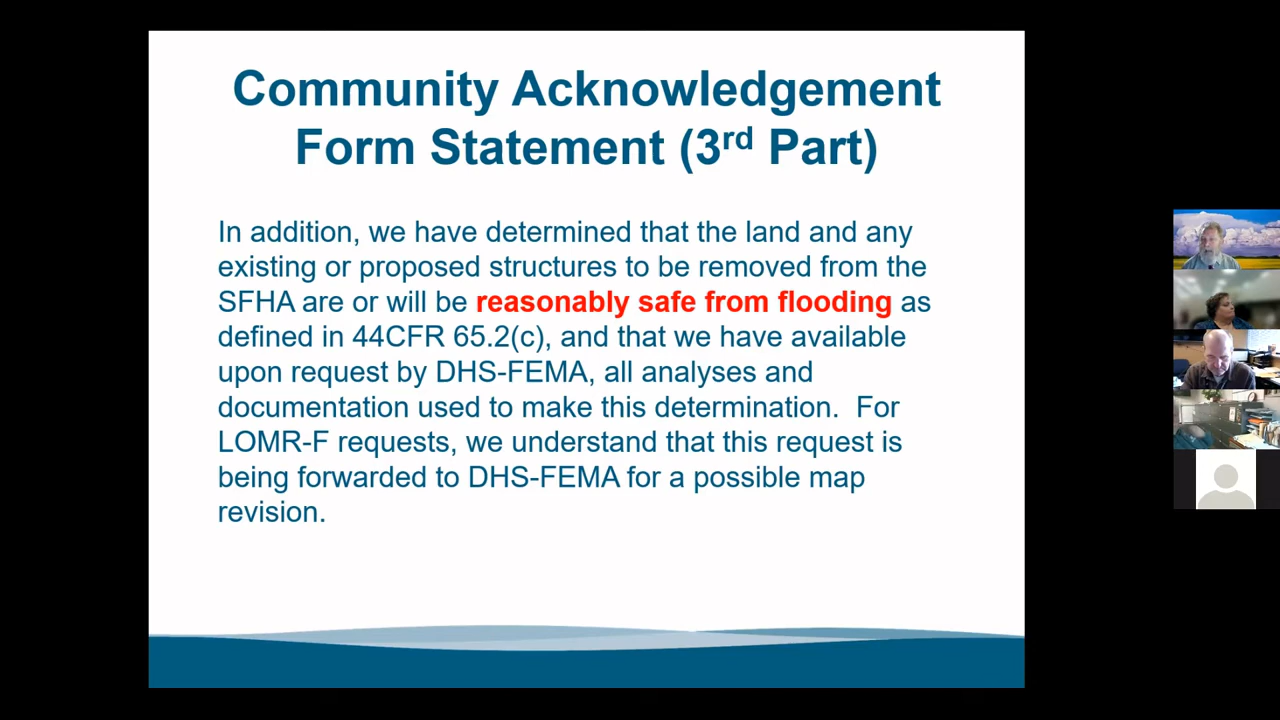 Community Acknowledgement
Form Statement (3rd Part)
In addition, we have determined that the land and any
existing or proposed structures to be removed from the
SFHA are or will be reasonably safe from flooding as
defined in 44CFR 65.2(c), and that we have available
upon request by DHS-FEMA, all analyses and
documentation used to make this determination.  For
LOMR-F requests, we understand that this request is
being forwarded to DHS-FEMA for a possible map
revision.